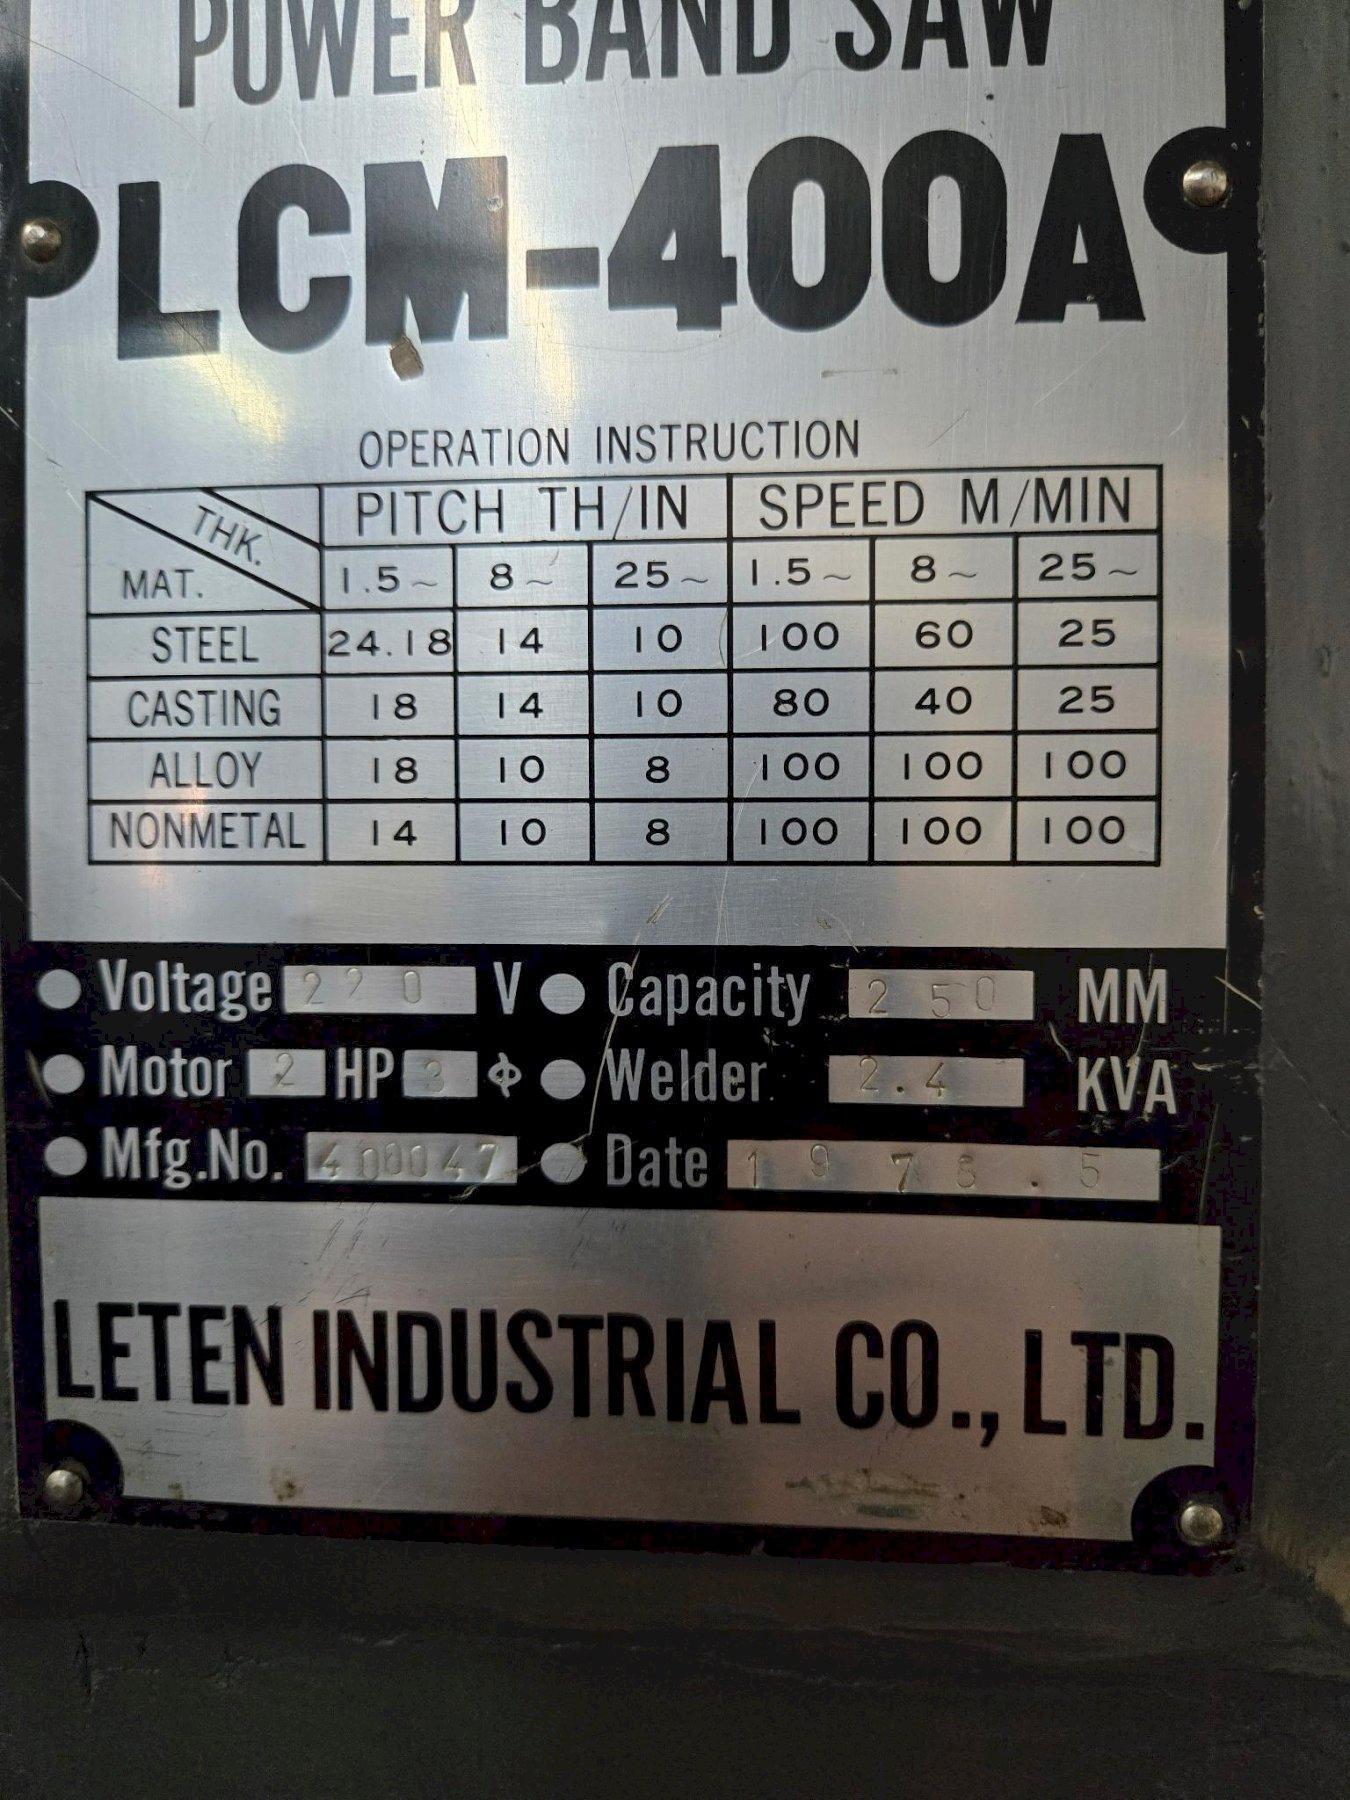 POWER BAND SAW
LCM-400A
OPERATION INSTRUCTION
THK. MAT. PITCH TH/IN SPEED M/MIN
1.5~ 8~ 25~ 1.5~ 8~ 25~
STEEL 24.18 14 10 100 60 25
CASTING 18 14 10 80 40 25
ALLOY 18 10 8 100 100 100
NONMETAL 14 10 8 100 100 100
Voltage 220 V Capacity 250 MM
Motor 2 HP 3 Φ Welder 2.4 KVA
Mfg.No. 400047 Date 1978.5
LETEN INDUSTRIAL CO., LTD.